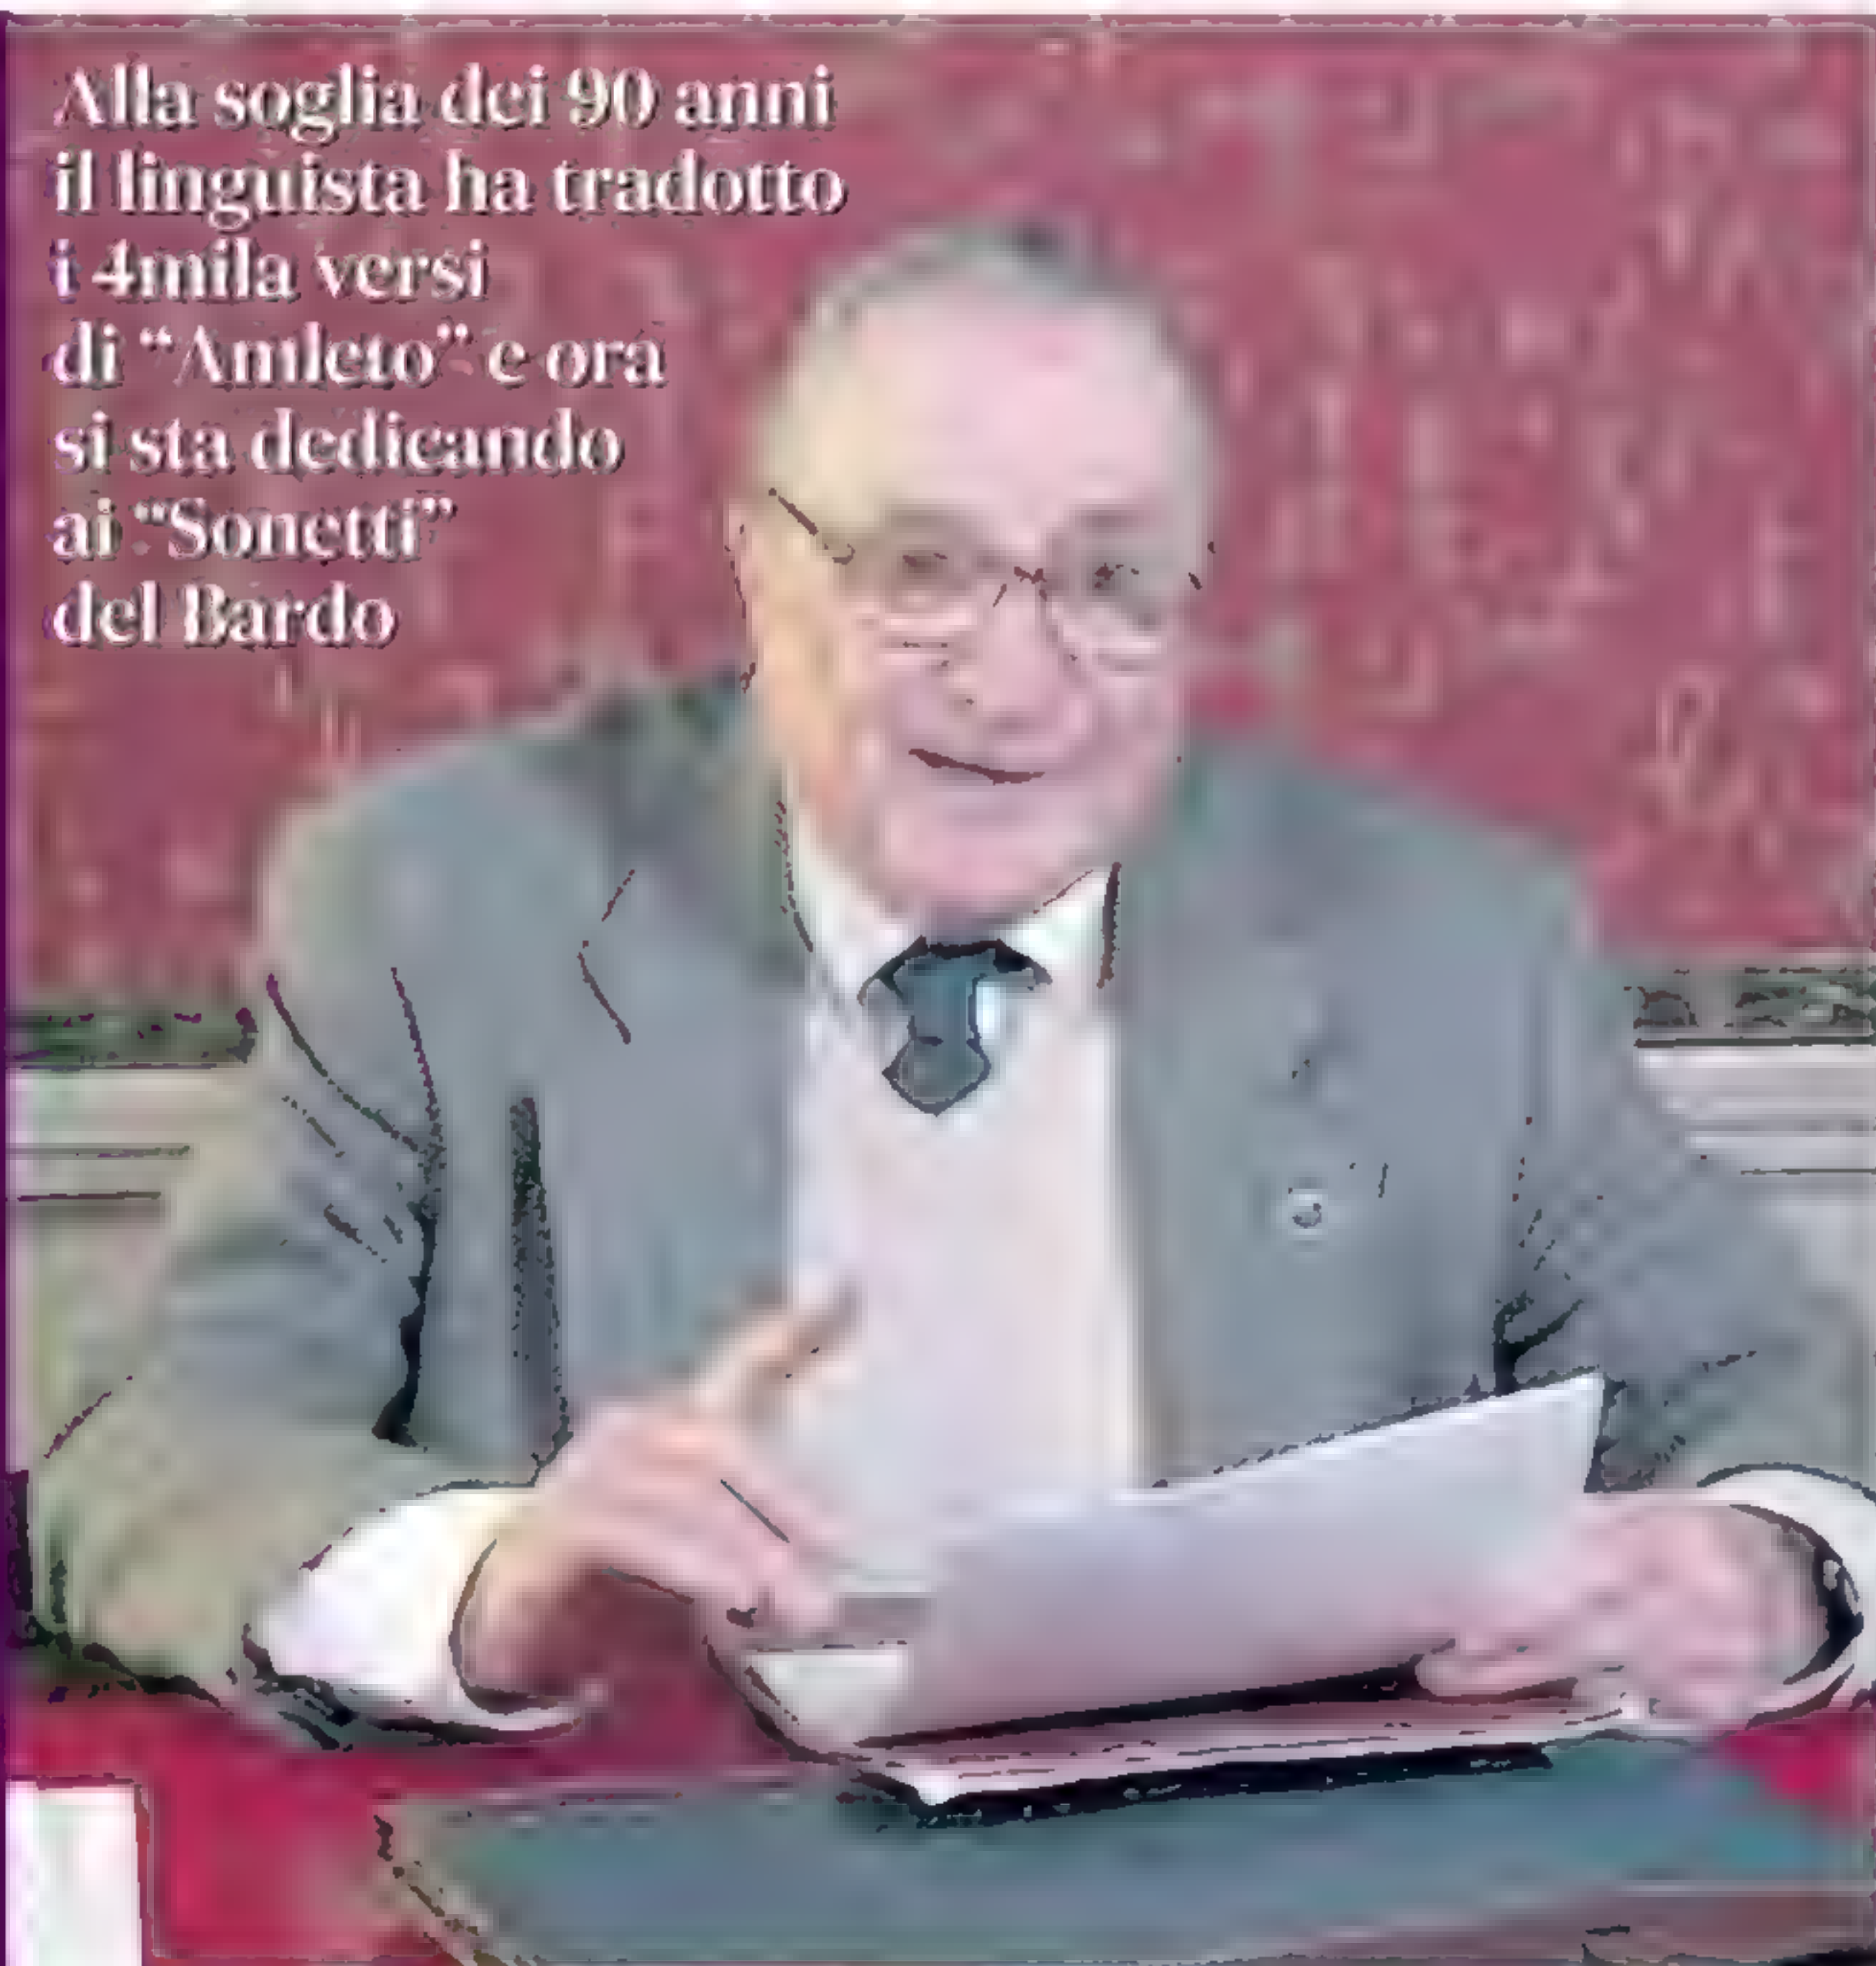 Alla soglia dei 90 anni
il linguista ha tradotto
i 4mila versi
di “Amleto” e ora
si sta dedicando
ai “Sonetti”
del Bardo